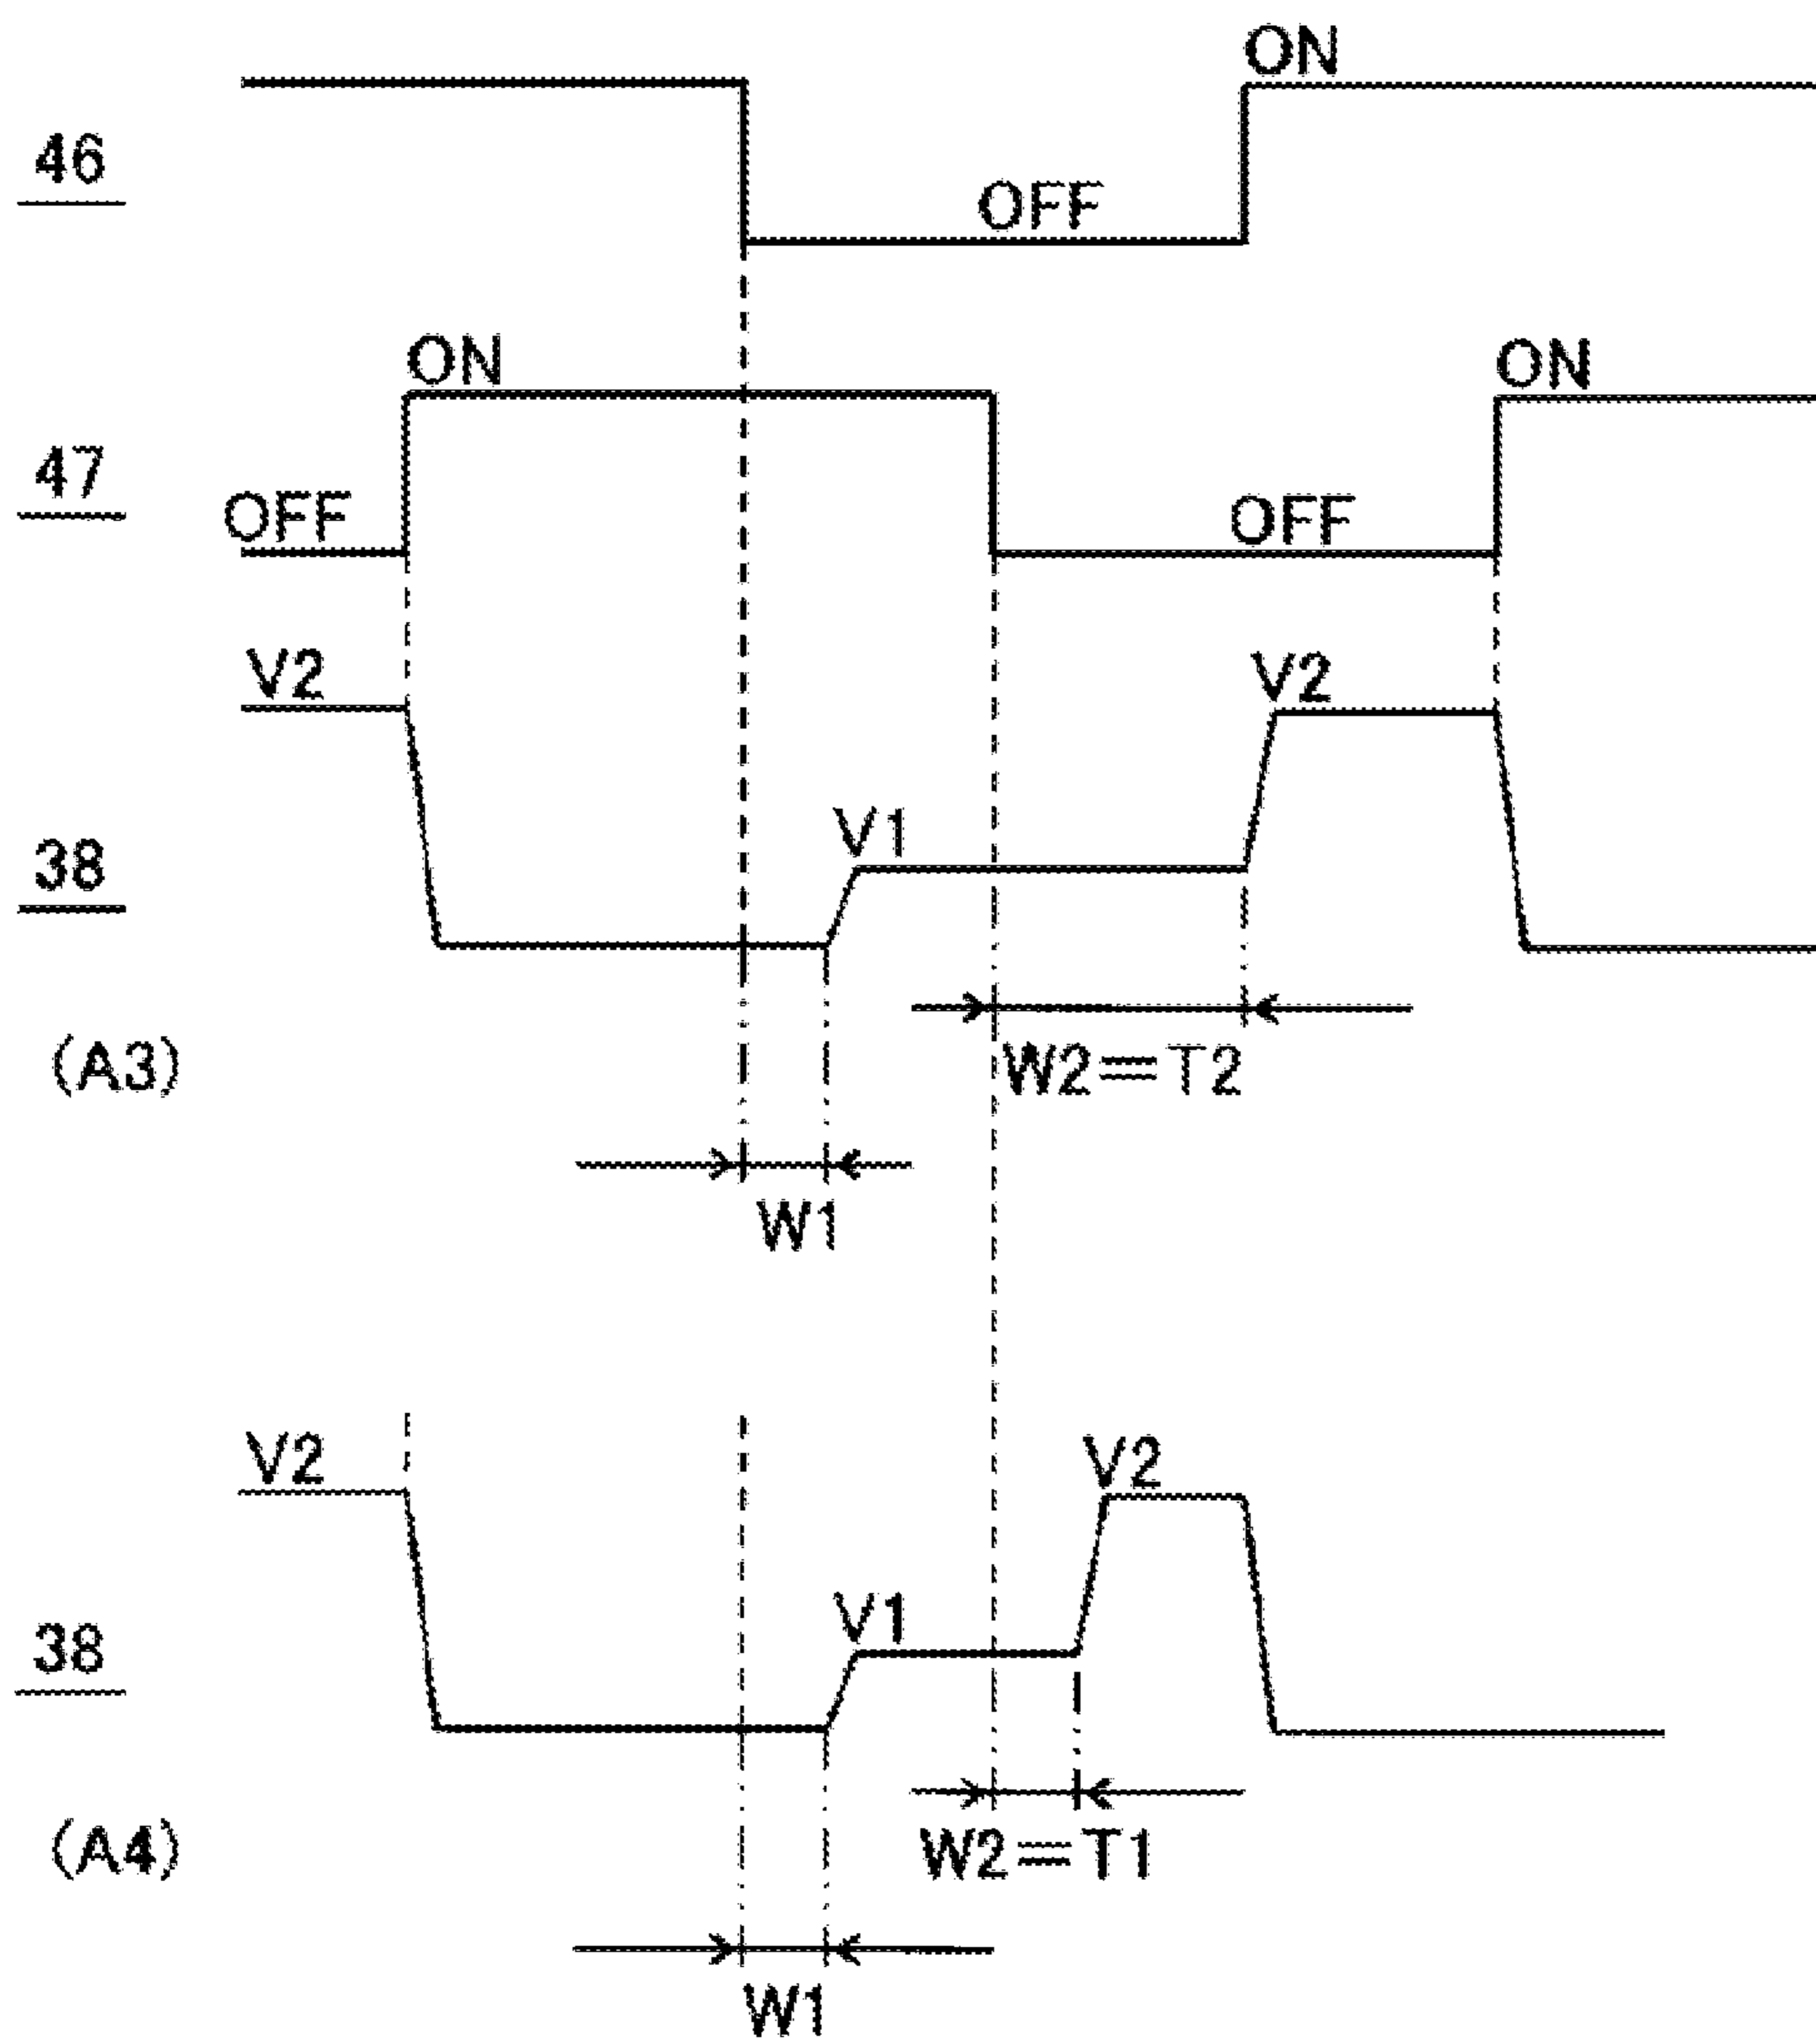 ON
46
OFF
ON
ON
47
OFF
OFF
V2
V2
V1
38
(A3)
W2=T2
W1
V2
V2
V1
38
(A4)
W2=T1
W1